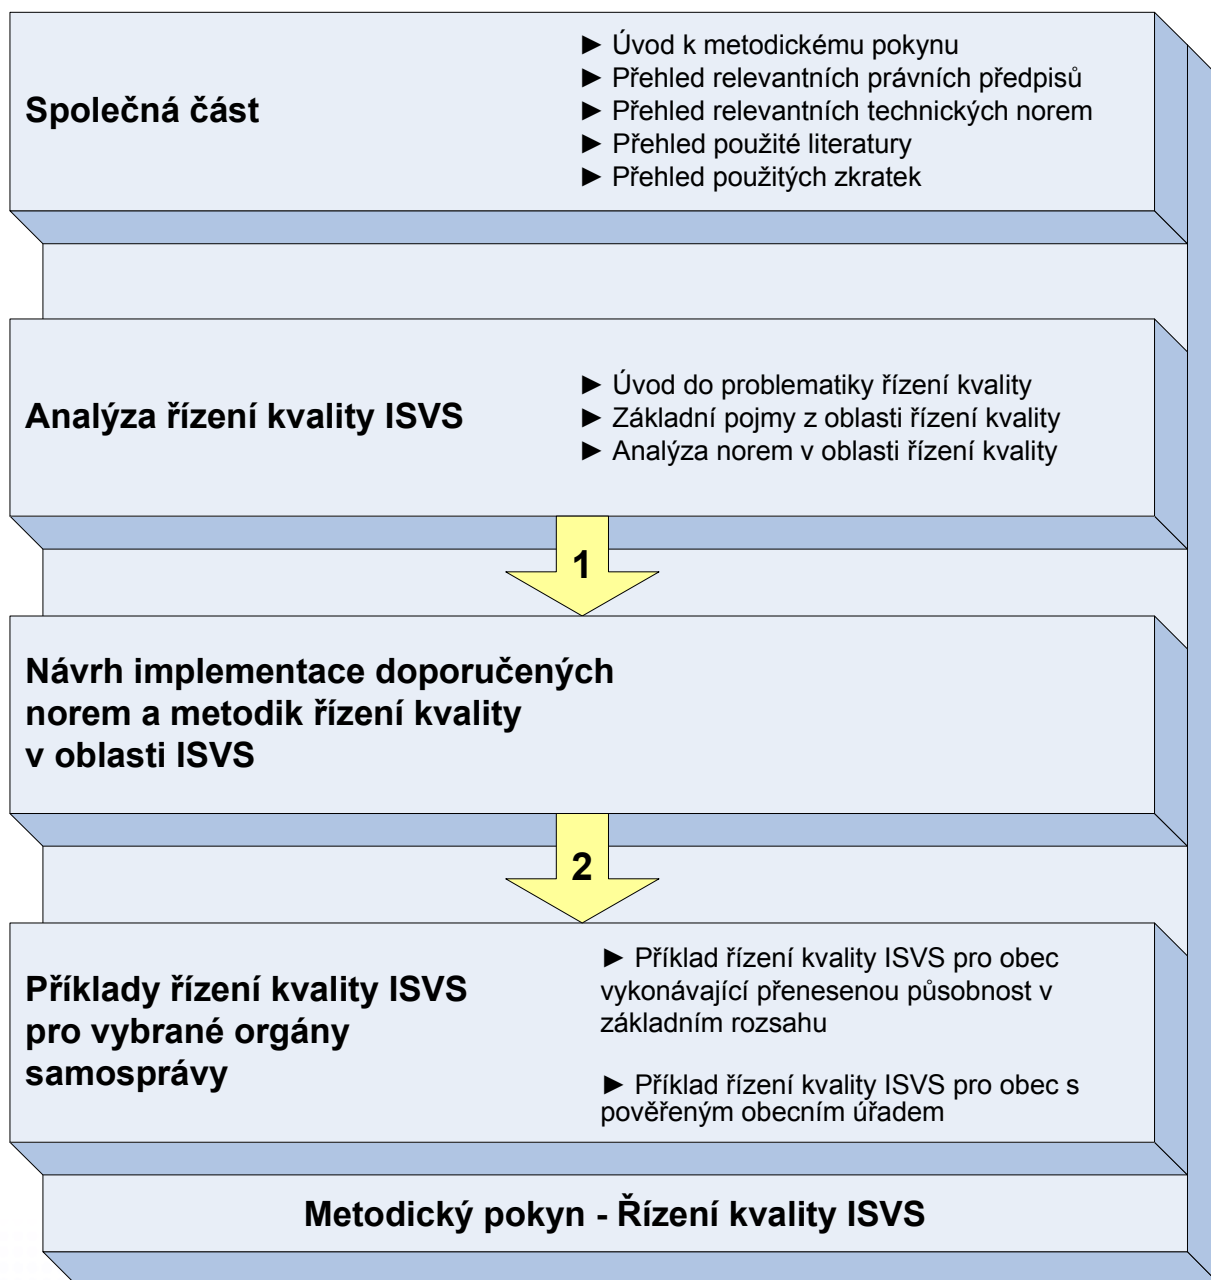 Společná část
► Úvod k metodickému pokynu
► Přehled relevantních právních předpisů
► Přehled relevantních technických norem
► Přehled použité literatury
► Přehled použitých zkratek
Analýza řízení kvality ISVS
► Úvod do problematiky řízení kvality
► Základní pojmy z oblasti řízení kvality
► Analýza norem v oblasti řízení kvality
1
Návrh implementace doporučených
norem a metodik řízení kvality
v oblasti ISVS
2
Příklady řízení kvality ISVS
pro vybrané orgány
samosprávy
► Příklad řízení kvality ISVS pro obec
vykonávající přenesenou působnost v
základním rozsahu
► Příklad řízení kvality ISVS pro obec s
pověřeným obecním úřadem
Metodický pokyn - Řízení kvality ISVS